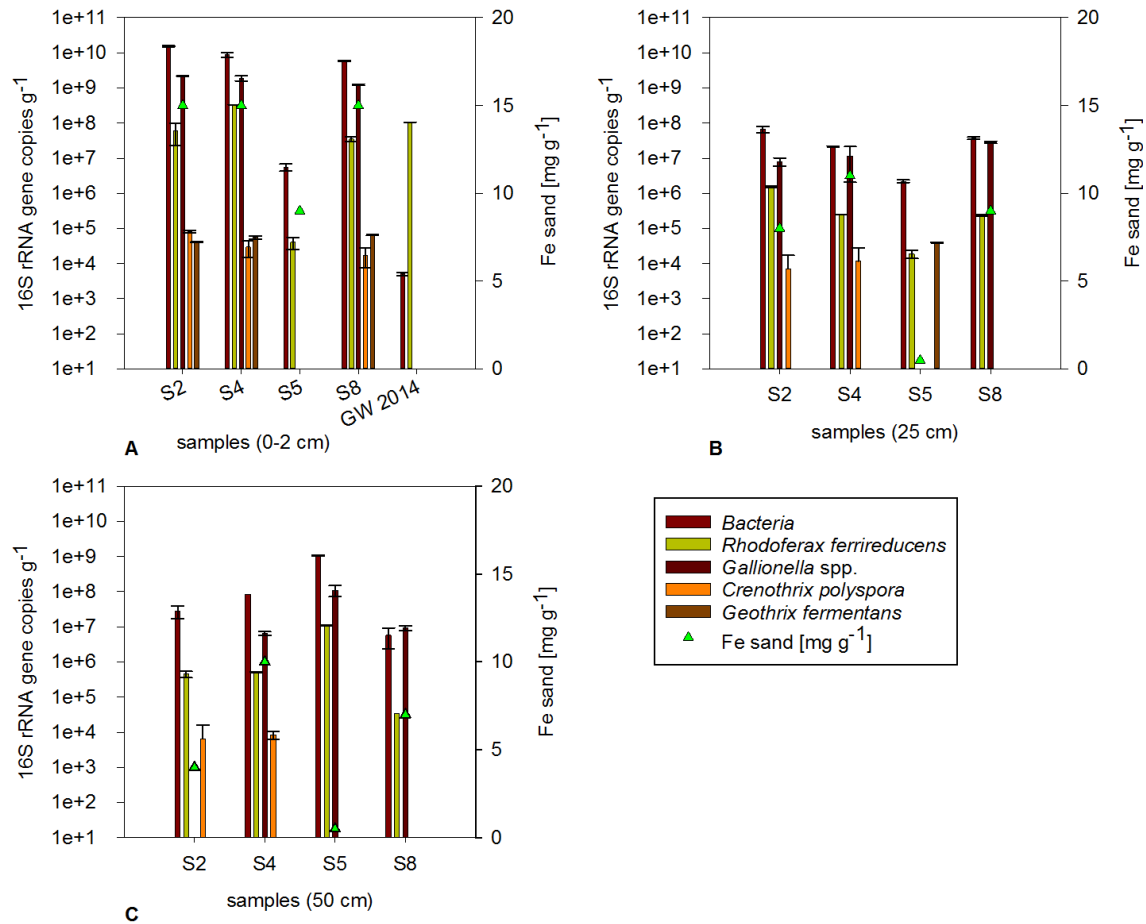 A
16S rRNA gene copies g-1
1e+11
1e+10
1e+9
1e+8
1e+7
1e+6
1e+5
1e+4
1e+3
1e+2
1e+1
20
15
10
5
0
Fe sand [mg g-1]
S2 S4 S5 S8 GW 2014
samples (0-2 cm)
B
16S rRNA gene copies g-1
1e+11
1e+10
1e+9
1e+8
1e+7
1e+6
1e+5
1e+4
1e+3
1e+2
1e+1
20
15
10
5
0
Fe sand [mg g-1]
S2 S4 S5 S8
samples (25 cm)
16S rRNA gene copies g-1
1e+11
1e+10
1e+9
1e+8
1e+7
1e+6
1e+5
1e+4
1e+3
1e+2
1e+1
20
15
10
5
0
Fe sand [mg g-1]
S2 S4 S5 S8
samples (50 cm)
C
Bacteria
Rhodoferax ferrireducens
Gallionella spp.
Crenothrix polyspora
Geothrix fermentans
Fe sand [mg g-1]